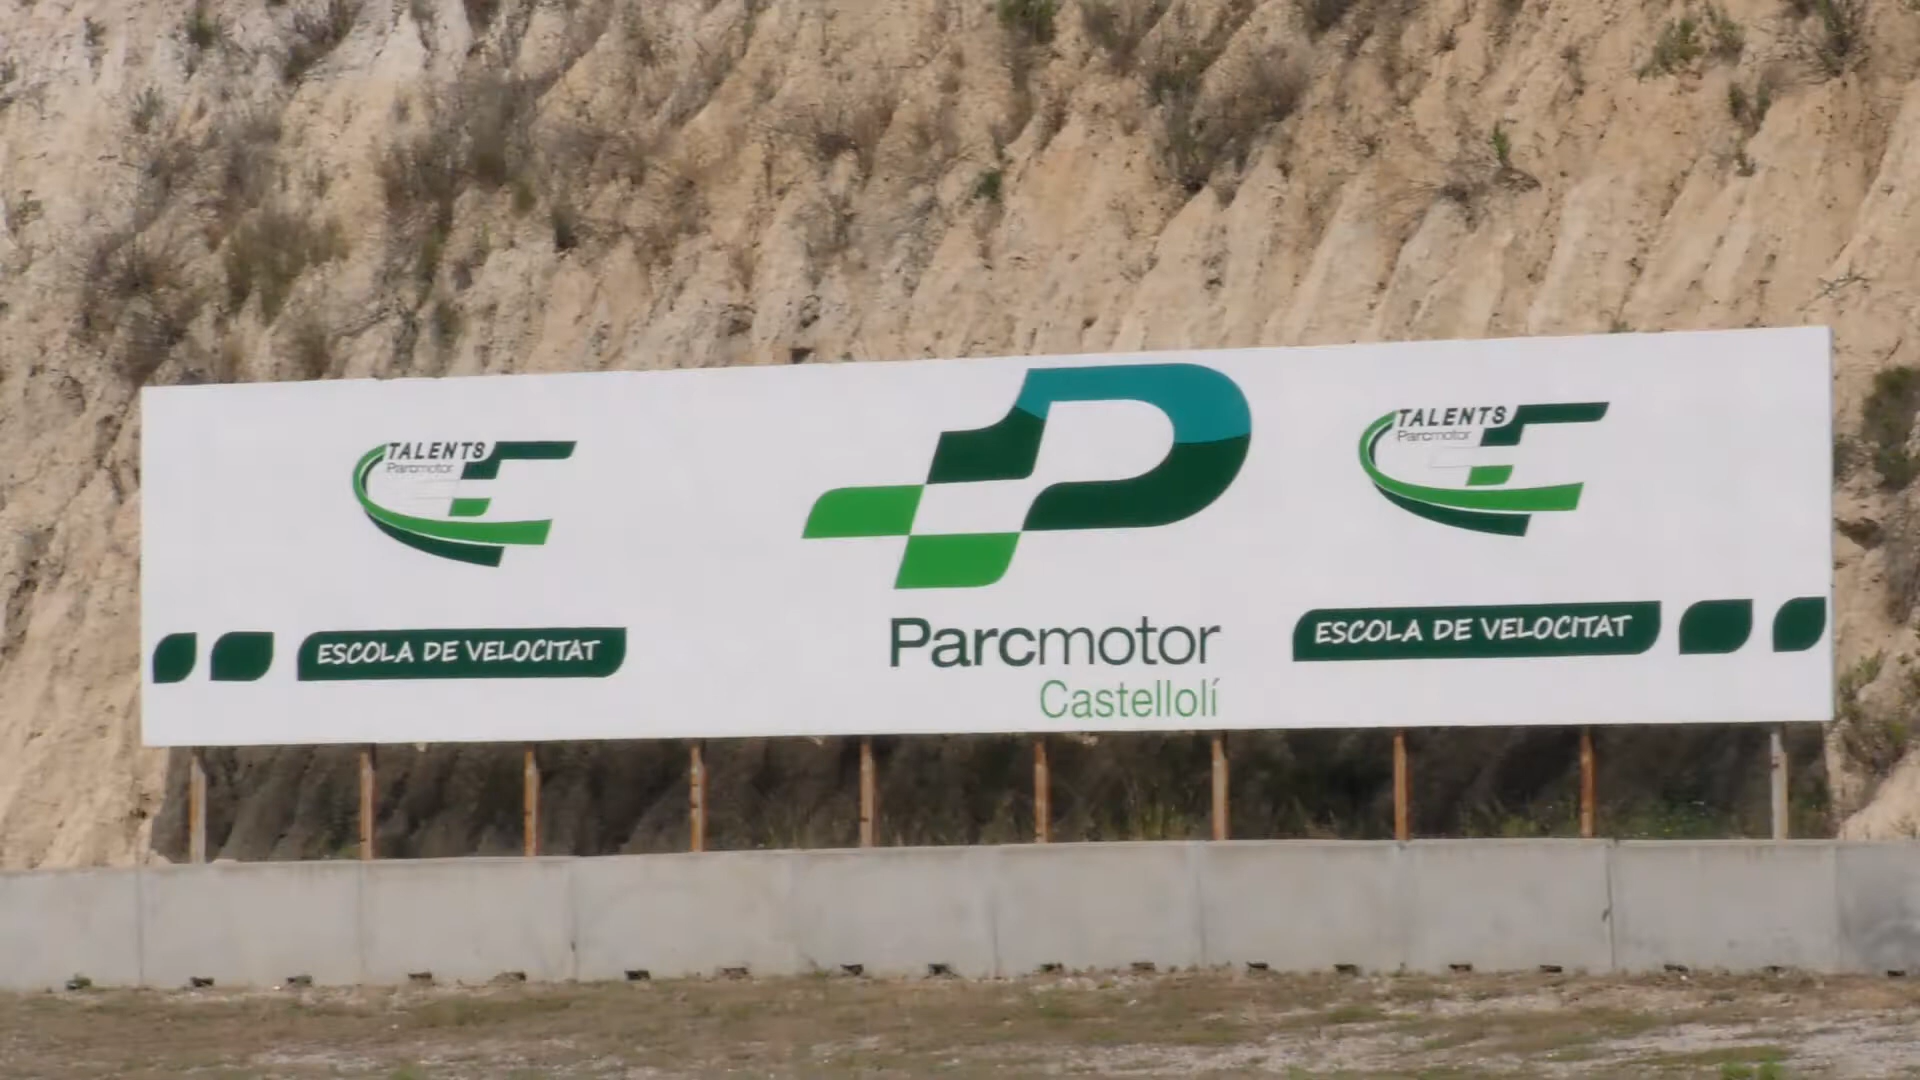 TALENTS
Parcmotor
ESCOLA DE VELOCITAT
Parcmotor
Castellolí
TALENTS
Parcmotor
ESCOLA DE VELOCITAT